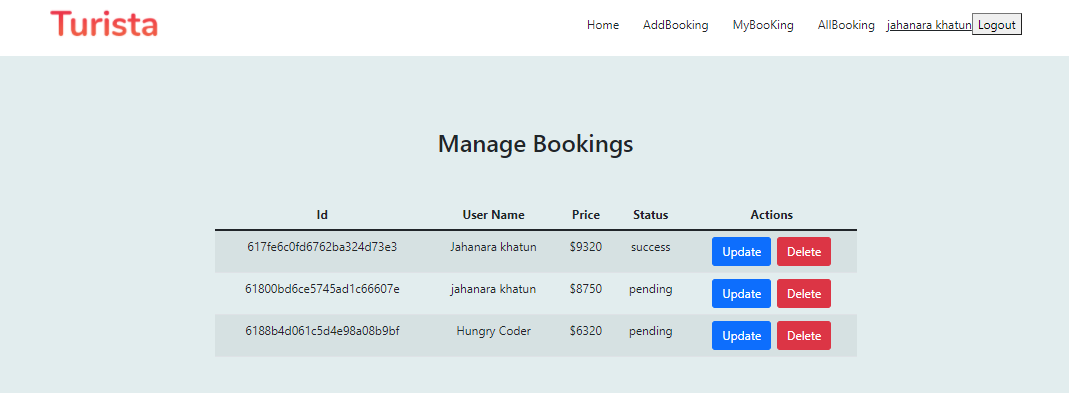 Turista
Home AddBooking MyBooKing AllBooking jahanara khatun Logout
Manage Bookings
Id User Name Price Status Actions
617fe6c0fd6762ba324d73e3 Jahanara khatun $9320 success Update Delete
61800bd6ce5745ad1c66607e jahanara khatun $8750 pending Update Delete
6188b4d061c5d4e98a08b9bf Hungry Coder $6320 pending Update Delete